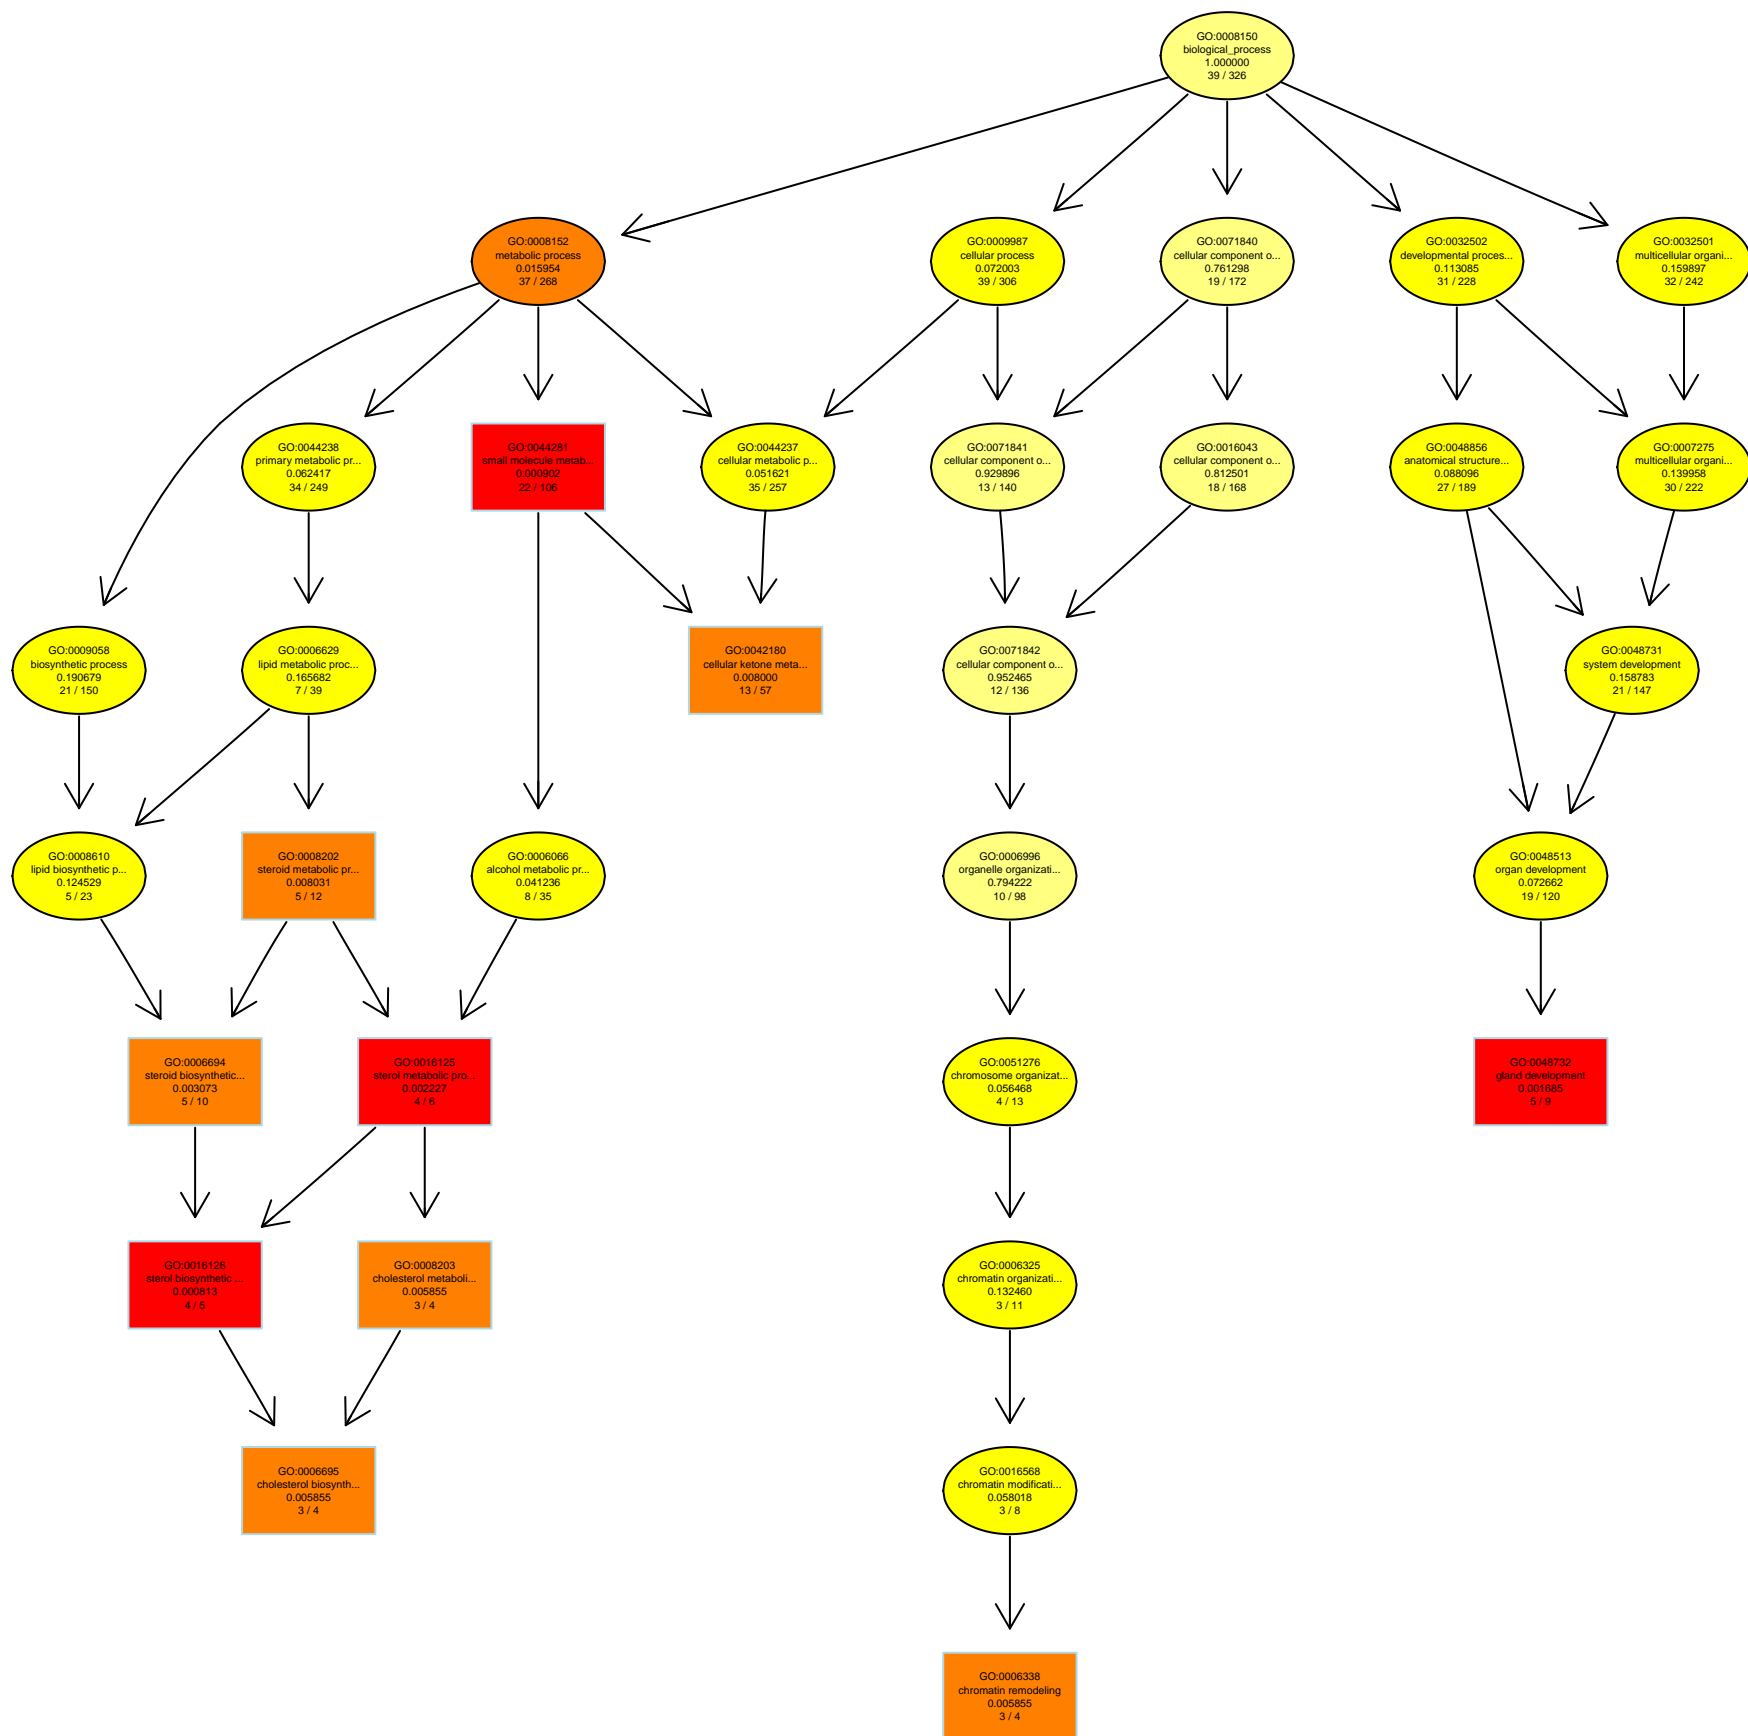 GO:0008150
biological_process
1.000000
39 / 326
GO:0008152
metabolic process
0.015954
37 / 268
GO:0009987
cellular process
0.072003
39 / 306
GO:0071840
cellular component o...
0.761298
19 / 172
GO:0032502
developmental proces...
0.113085
31 / 228
GO:0032501
multicellular organi...
0.159897
32 / 242
GO:0044238
primary metabolic pr...
0.062417
34 / 249
GO:0044281
small molecule metab...
0.000902
22 / 106
GO:0044237
cellular metabolic p...
0.051621
35 / 257
GO:0071841
cellular component o...
0.929896
13 / 140
GO:0016043
cellular component o...
0.812501
18 / 168
GO:0048856
anatomical structure...
0.088096
27 / 189
GO:0007275
multicellular organi...
0.139958
30 / 222
GO:0009058
biosynthetic process
0.190679
21 / 150
GO:0006629
lipid metabolic proc...
0.165682
7 / 39
GO:0042180
cellular ketone meta...
0.008000
13 / 57
GO:0071842
cellular component o...
0.952465
12 / 136
GO:0048731
system development
0.158783
21 / 147
GO:0008610
lipid biosynthetic p...
0.124529
5 / 23
GO:0008202
steroid metabolic pr...
0.008031
5 / 12
GO:0006066
alcohol metabolic pr...
0.041236
8 / 35
GO:0006996
organelle organizati...
0.794222
10 / 98
GO:0048513
organ development
0.072662
19 / 120
GO:0006694
steroid biosynthetic...
0.003073
5 / 10
GO:0016125
sterol metabolic pro...
0.002227
4 / 6
GO:0051276
chromosome organizat...
0.056468
4 / 13
GO:0048732
gland development
0.001685
5 / 9
GO:0016126
sterol biosynthetic ...
0.000813
4 / 5
GO:0008203
cholesterol metaboli...
0.005855
3 / 4
GO:0006325
chromatin organizati...
0.132460
3 / 11
GO:0006695
cholesterol biosynth...
0.005855
3 / 4
GO:0016568
chromatin modificati...
0.058018
3 / 8
GO:0006338
chromatin remodeling
0.005855
3 / 4